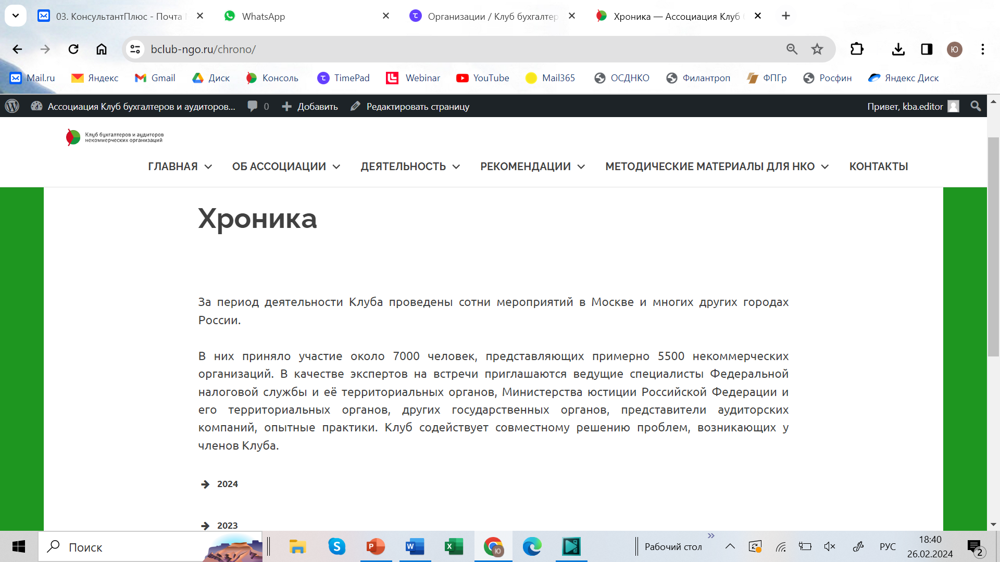 03. КонсультантПлюс - Почта
WhatsApp
Организации / Клуб бухгалтер
Хроника — Ассоциация Клуб
bclub-ngo.ru/chrono/
Ю
Mail.ru
Яндекс
Gmail
Диск
Консоль
TimePad
Webinar
YouTube
Mail365
ОСДНКО
Филантроп
ФПГр
Росфин
Яндекс Диск
Ассоциация Клуб бухгалтеров и аудиторов...
0
Добавить
Редактировать страницу
Привет, kba.editor
Клуб бухгалтеров и аудиторов
некоммерческих организаций
ГЛАВНАЯ
ОБ АССОЦИАЦИИ
ДЕЯТЕЛЬНОСТЬ
РЕКОМЕНДАЦИИ
МЕТОДИЧЕСКИЕ МАТЕРИАЛЫ ДЛЯ НКО
КОНТАКТЫ
Хроника
За период деятельности Клуба проведены сотни мероприятий в Москве и многих других городах
России.
В них приняло участие около 7000 человек, представляющих примерно 5500 некоммерческих
организаций. В качестве экспертов на встречи приглашаются ведущие специалисты Федеральной
налоговой службы и её территориальных органов, Министерства юстиции Российской Федерации и
его территориальных органов, других государственных органов, представители аудиторских
компаний, опытные практики. Клуб содействует совместному решению проблем, возникающих у
членов Клуба.
2024
2023
Поиск
Рабочий стол
РУС
18:40
26.02.2024
2